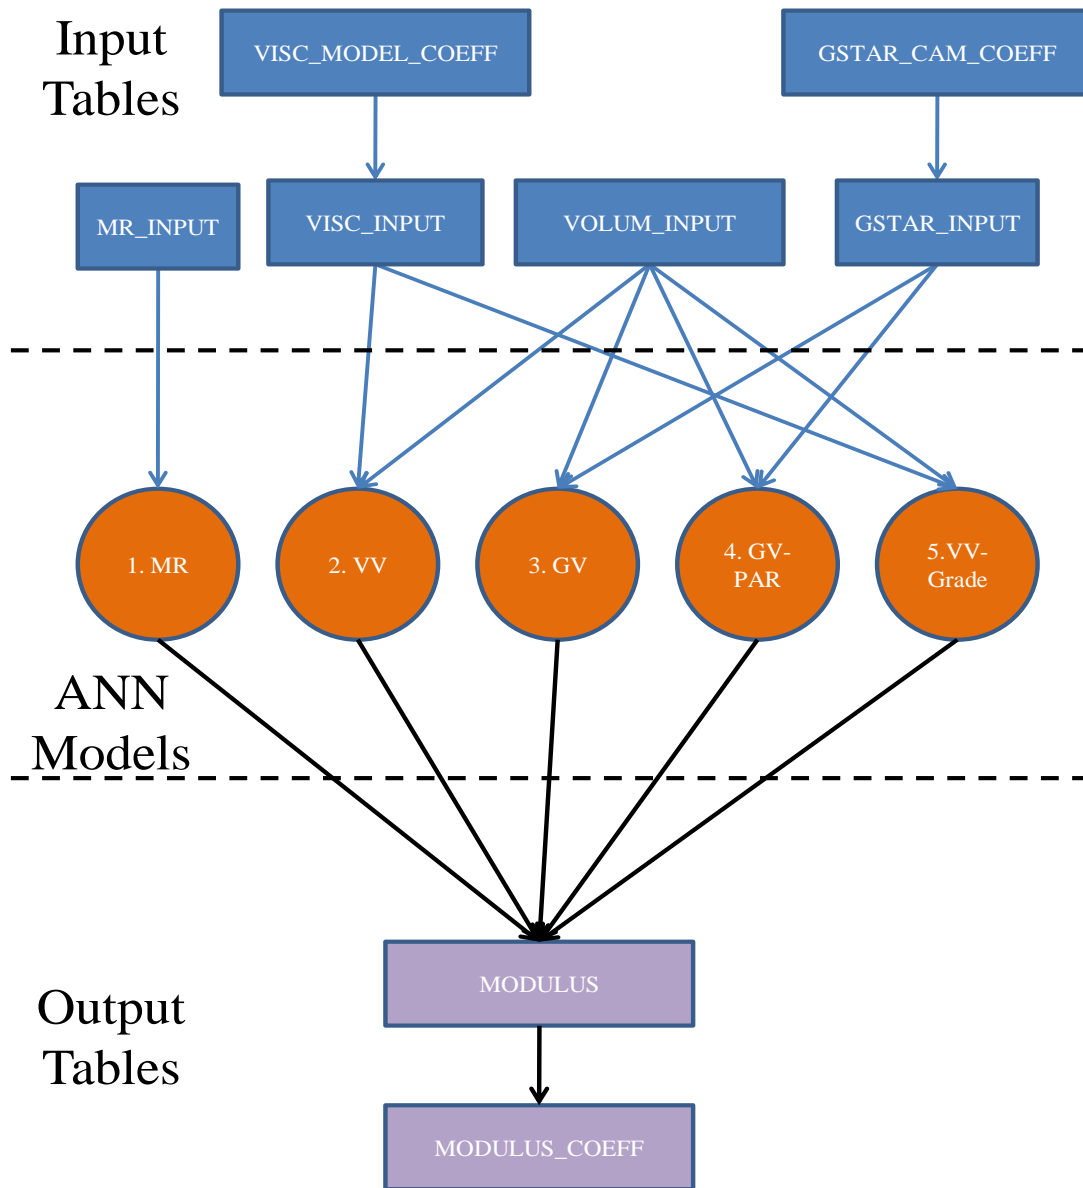 Input
Tables
VISC_MODEL_COEFF
GSTAR_CAM_COEFF
MR_INPUT
VISC_INPUT
VOLUM_INPUT
GSTAR_INPUT
1. MR
2. VV
3. GV
4. GV-
PAR
5.VV-
Grade
ANN
Models
MODULUS
Output
Tables
MODULUS_COEFF